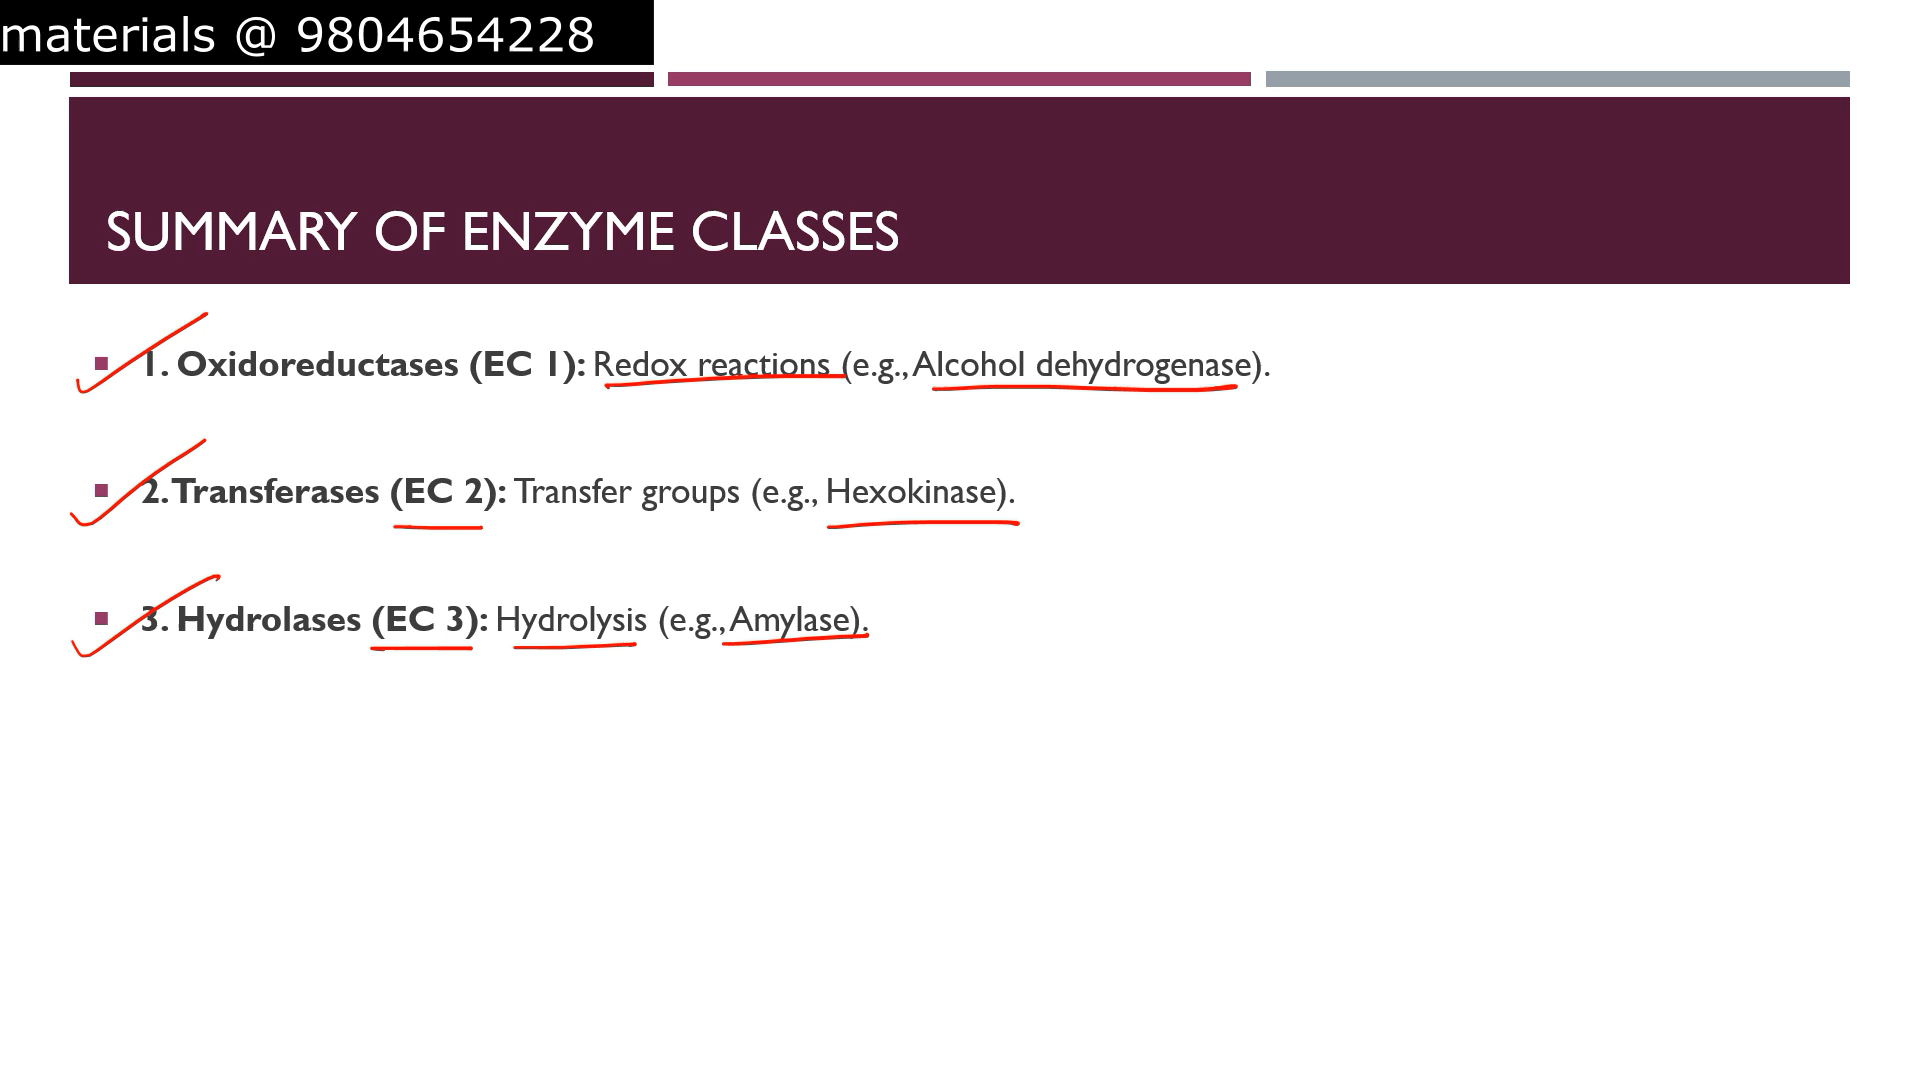 materials @ 9804654228
SUMMARY OF ENZYME CLASSES
1. Oxidoreductases (EC 1): Redox reactions (e.g., Alcohol dehydrogenase).
2. Transferases (EC 2): Transfer groups (e.g., Hexokinase).
3. Hydrolases (EC 3): Hydrolysis (e.g., Amylase).